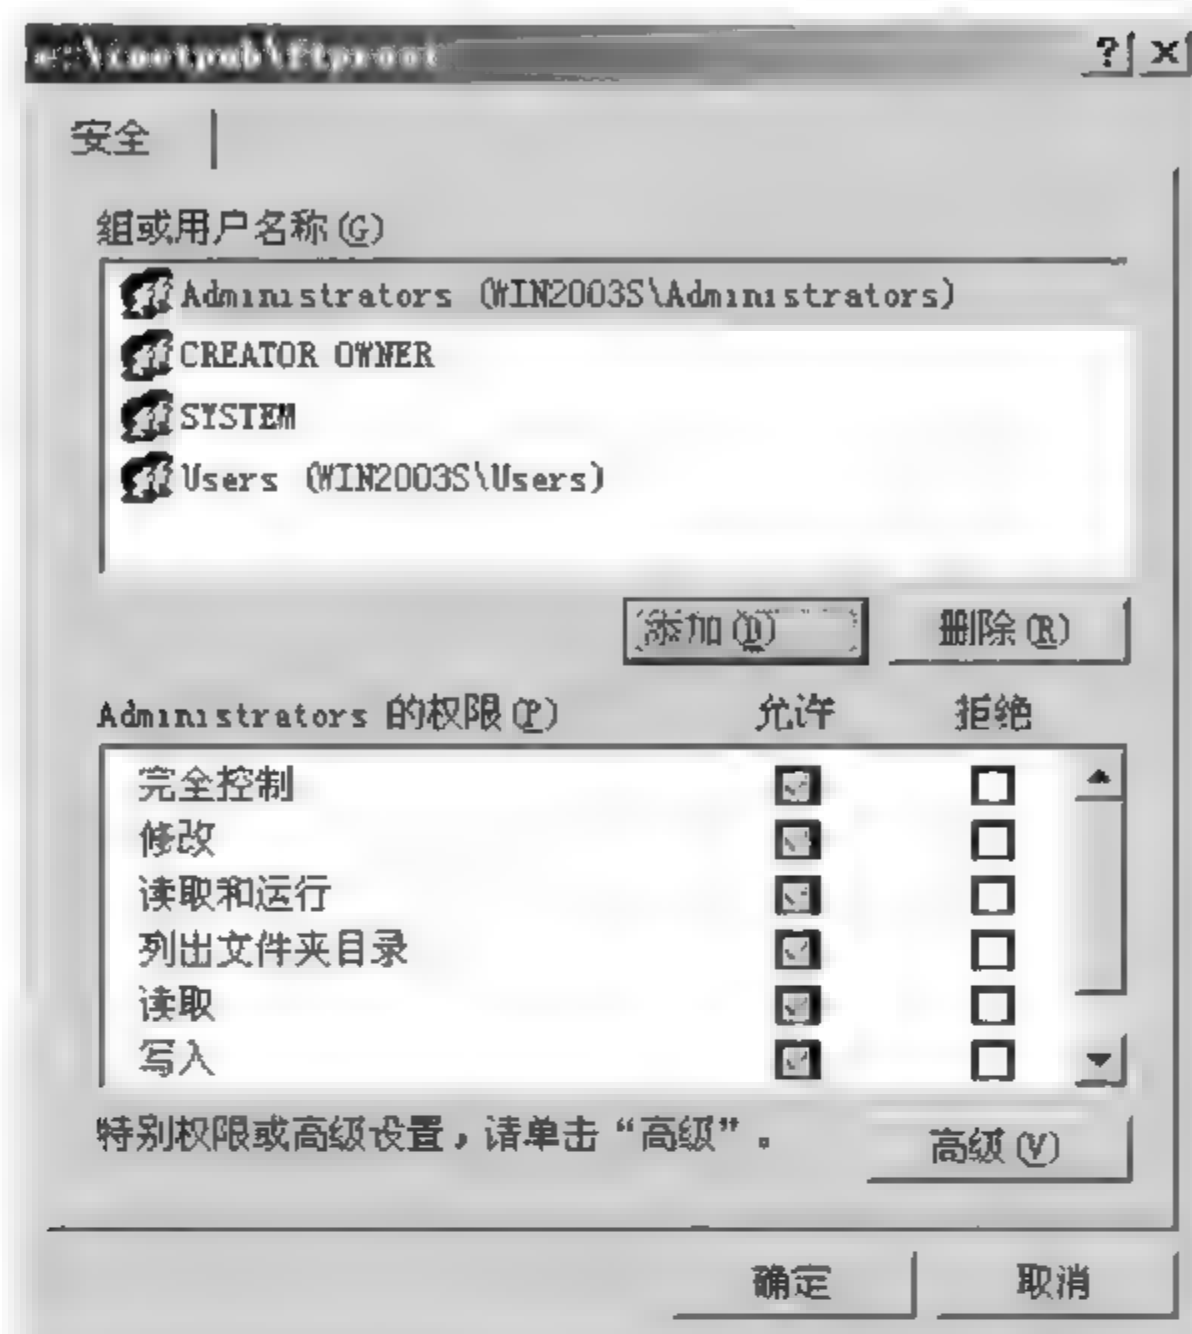 c:\inetpub\ftproot
安全
组或用户名称(G)
Administrators (WIN2003S\Administrators)
CREATOR OWNER
SYSTEM
Users (WIN2003S\Users)
添加(D) 删除(R)
Administrators 的权限(P) 允许 拒绝
完全控制
修改
读取和运行
列出文件夹目录
读取
写入
特别权限或高级设置，请单击“高级”。
高级(V)
确定 取消